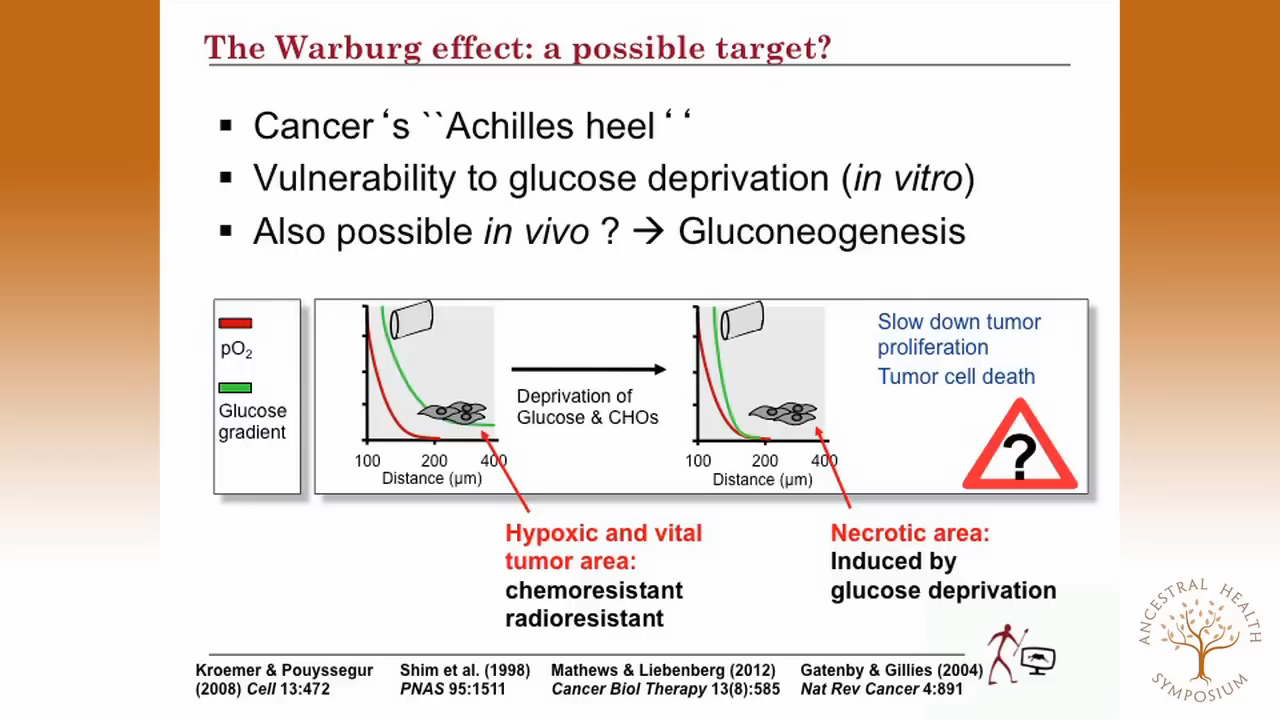 The Warburg effect: a possible target?
▪ Cancer‘s ``Achilles heel‘‘
▪ Vulnerability to glucose deprivation (in vitro)
▪ Also possible in vivo ? → Gluconeogenesis
pO₂
Glucose
gradient
100 200 400
Distance (µm)
Deprivation of
Glucose & CHOs
100 200 400
Distance (µm)
Slow down tumor
proliferation
Tumor cell death
?
Hypoxic and vital
tumor area:
chemoresistant
radioresistant
Necrotic area:
Induced by
glucose deprivation
Kroemer & Pouyssegur
(2008) Cell 13:472
Shim et al. (1998)
PNAS 95:1511
Mathews & Liebenberg (2012)
Cancer Biol Therapy 13(8):585
Gatenby & Gillies (2004)
Nat Rev Cancer 4:891
ANCESTRAL HEALTH
SYMPOSIUM